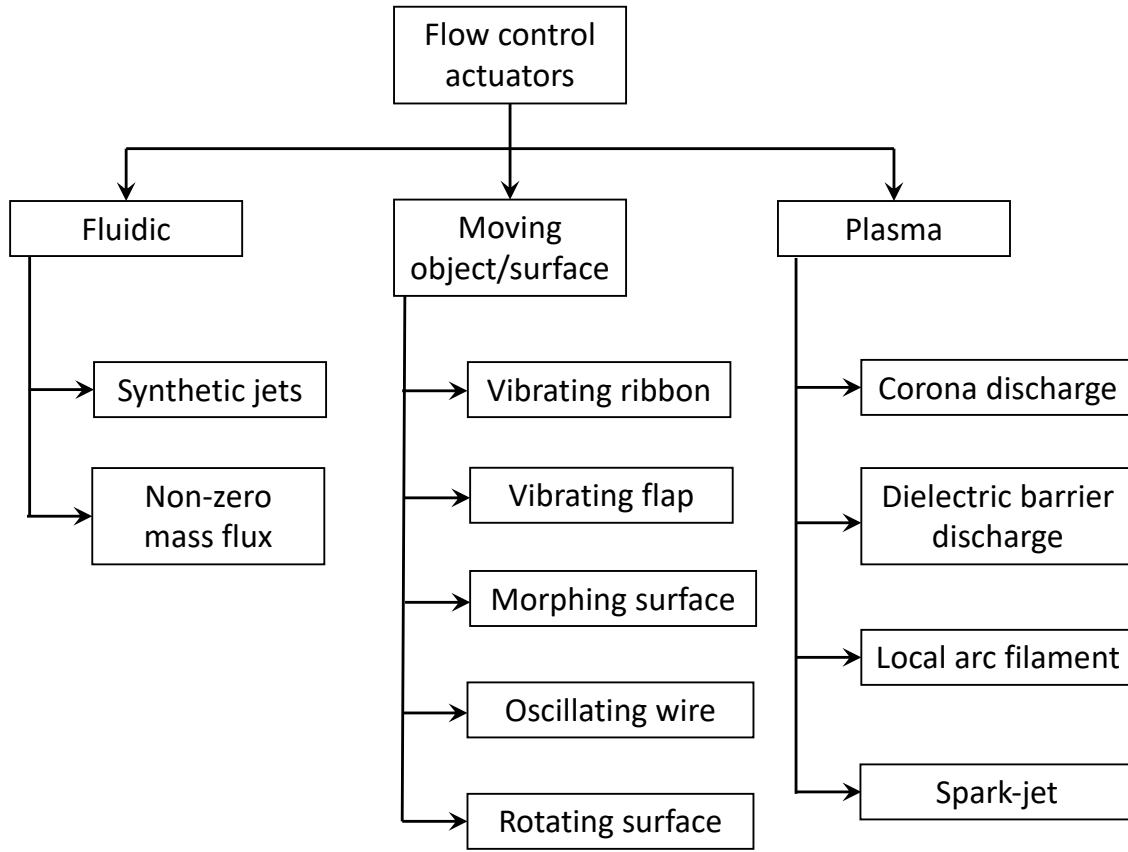 Flow control
actuators
Fluidic
Synthetic jets
Non-zero
mass flux
Moving
object/surface
Vibrating ribbon
Vibrating flap
Morphing surface
Oscillating wire
Rotating surface
Plasma
Corona discharge
Dielectric barrier
discharge
Local arc filament
Spark-jet